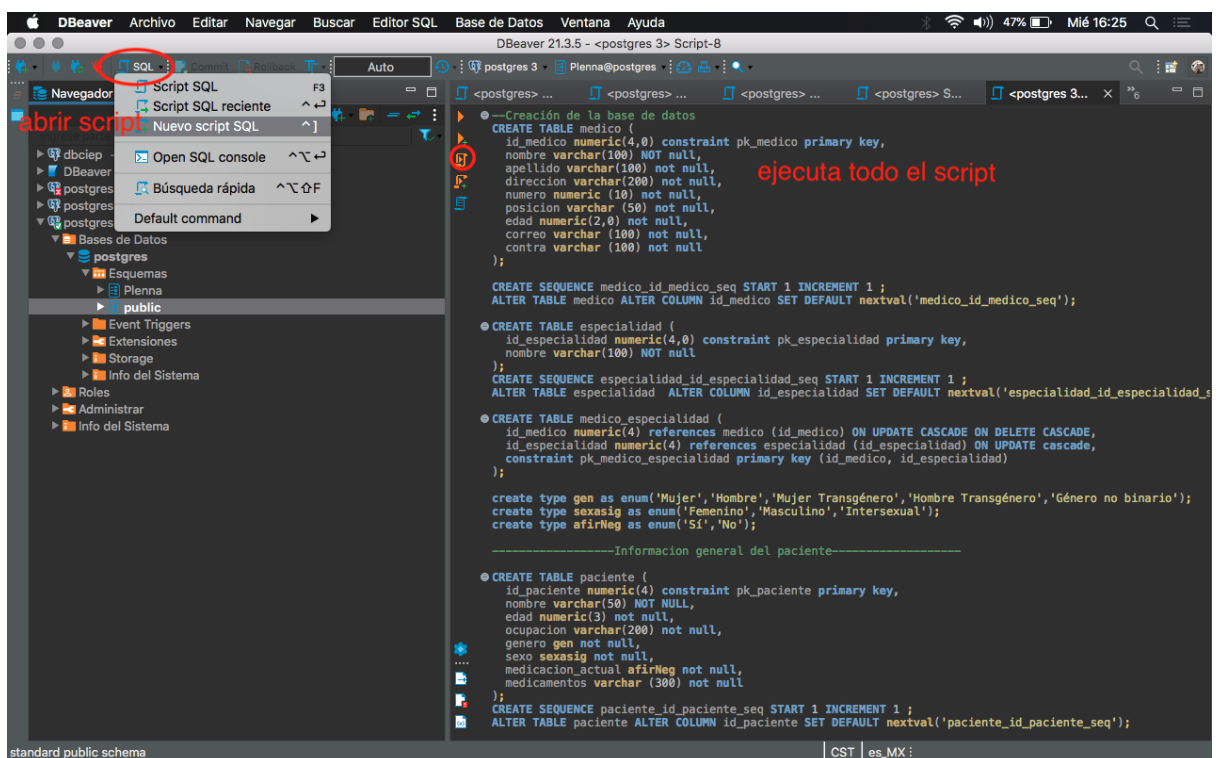 DBeaver Archivo Editar Navegar Buscar Editor SQL Base de Datos Ventana Ayuda 47% Mié 16:25
DBeaver 21.3.5 - <postgres 3> Script-8
SQL Commit Rollback Auto postgres 3 Plenna@postgres
Navegador
<postgres> ... <postgres> ... <postgres> ... <postgres> S... <postgres 3... 6
Script SQL F3
Script SQL reciente ^↩
Nuevo script SQL ^]
Open SQL console ^⌥↩
Búsqueda rápida ^⌥⇧F
Default command
abrir script
dbciep -
DBeaver
postgres
postgres
postgres
Bases de Datos
postgres
Esquemas
Plenna
public
Event Triggers
Extensiones
Storage
Info del Sistema
Roles
Administrar
Info del Sistema
ejecuta todo el script
--Creación de la base de datos
CREATE TABLE medico (
id_medico numeric(4,0) constraint pk_medico primary key,
nombre varchar(100) NOT null,
apellido varchar(100) not null,
direccion varchar(200) not null,
numero numeric (10) not null,
posicion varchar (50) not null,
edad numeric(2,0) not null,
correo varchar (100) not null,
contra varchar (100) not null
);
CREATE SEQUENCE medico_id_medico_seq START 1 INCREMENT 1 ;
ALTER TABLE medico ALTER COLUMN id_medico SET DEFAULT nextval('medico_id_medico_seq');
CREATE TABLE especialidad (
id_especialidad numeric(4,0) constraint pk_especialidad primary key,
nombre varchar(100) NOT null
);
CREATE SEQUENCE especialidad_id_especialidad_seq START 1 INCREMENT 1 ;
ALTER TABLE especialidad ALTER COLUMN id_especialidad SET DEFAULT nextval('especialidad_id_especialidad_s
CREATE TABLE medico_especialidad (
id_medico numeric(4) references medico (id_medico) ON UPDATE CASCADE ON DELETE CASCADE,
id_especialidad numeric(4) references especialidad (id_especialidad) ON UPDATE cascade,
constraint pk_medico_especialidad primary key (id_medico, id_especialidad)
);
create type gen as enum('Mujer','Hombre','Mujer Transgénero','Hombre Transgénero','Género no binario');
create type sexasig as enum('Femenino','Masculino','Intersexual');
create type afirNeg as enum('Sí','No');
-------------------Informacion general del paciente--------------------
CREATE TABLE paciente (
id_paciente numeric(4) constraint pk_paciente primary key,
nombre varchar(50) NOT NULL,
edad numeric(3) not null,
ocupacion varchar(200) not null,
genero gen not null,
sexo sexasig not null,
medicacion_actual afirNeg not null,
medicamentos varchar (300) not null
);
CREATE SEQUENCE paciente_id_paciente_seq START 1 INCREMENT 1 ;
ALTER TABLE paciente ALTER COLUMN id_paciente SET DEFAULT nextval('paciente_id_paciente_seq');
standard public schema
CST es_MX